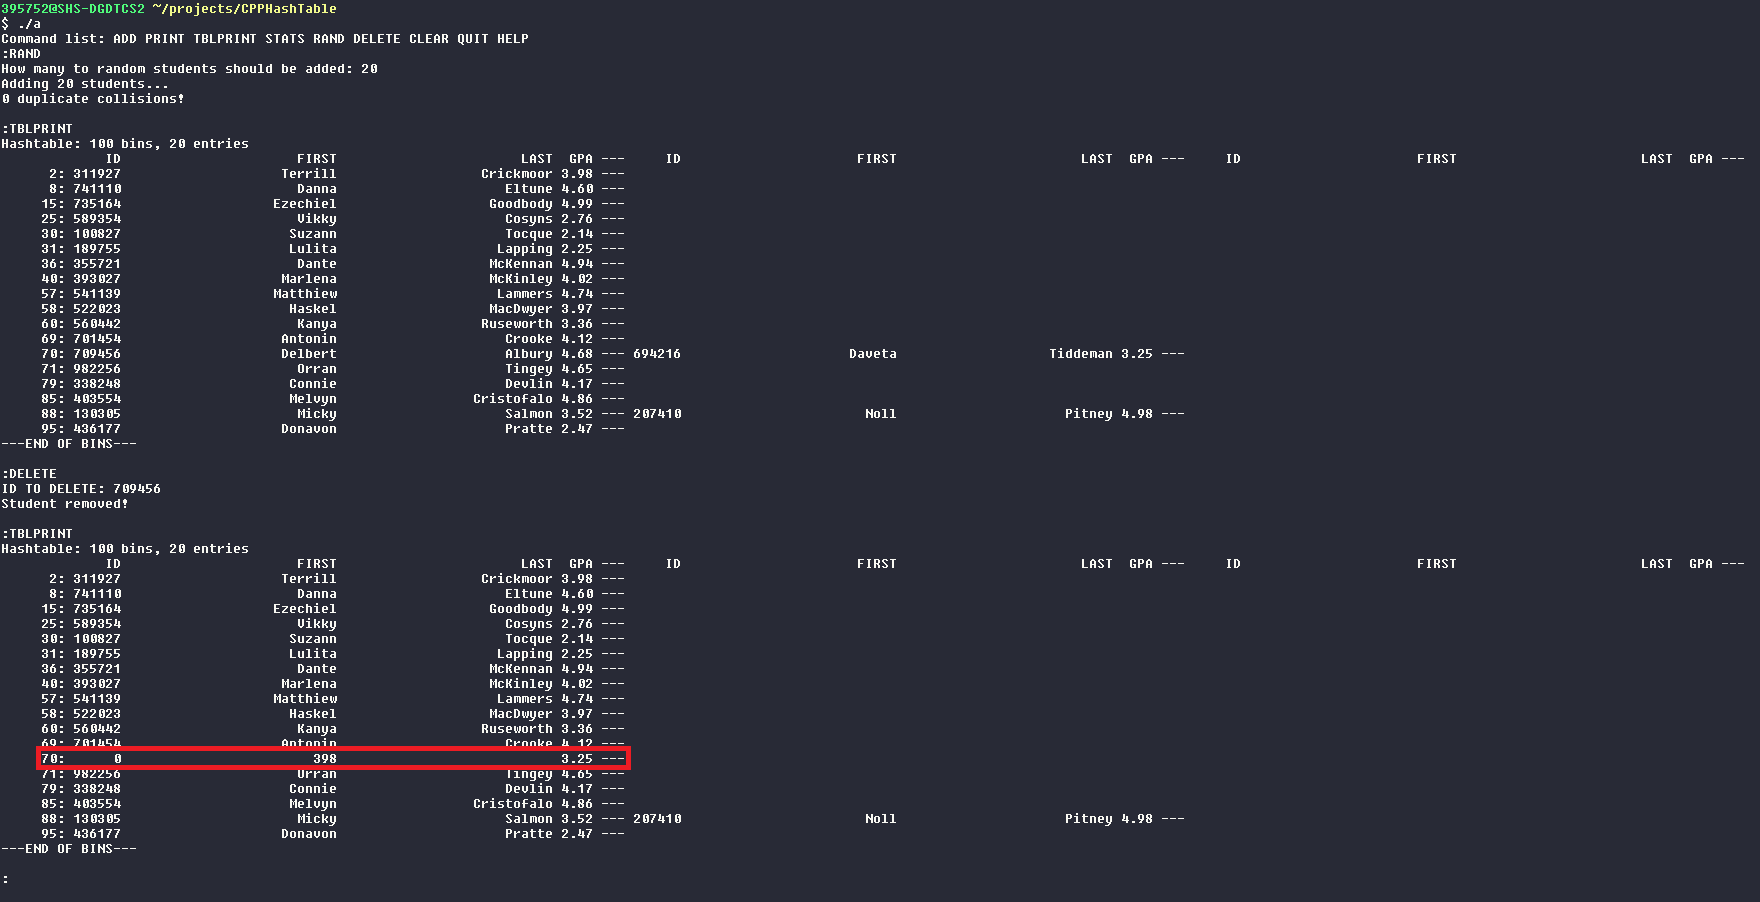 395752@SHS-DGDTCS2 ~/projects/CPPHashTable
$ ./a
Command list: ADD PRINT TBLPRINT STATS RAND DELETE CLEAR QUIT HELP
:RAND
How many to random students should be added: 20
Adding 20 students...
0 duplicate collisions!
:TBLPRINT
Hashtable: 100 bins, 20 entries
ID FIRST LAST GPA --- ID FIRST LAST GPA --- ID FIRST LAST GPA ---
2: 311927 Terrill Crickmoor 3.98 ---
8: 741110 Danna Eltune 4.60 ---
15: 735164 Ezechiel Goodbody 4.99 ---
25: 589354 Vikky Cosyns 2.76 ---
30: 100827 Suzann Tocque 2.14 ---
31: 189755 Lulita Lapping 2.25 ---
36: 355721 Dante McKennan 4.94 ---
40: 393027 Marlena McKinley 4.02 ---
57: 541139 Matthiew Lammers 4.74 ---
58: 522023 Haskel MacDwyer 3.97 ---
60: 560442 Kanya Ruseworth 3.36 ---
69: 701454 Antonin Crooke 4.12 ---
70: 709456 Delbert Albury 4.68 --- 694216 Daveta Tiddeman 3.25 ---
71: 982256 Orran Tingey 4.65 ---
79: 338248 Connie Devlin 4.17 ---
85: 403554 Melvyn Cristofalo 4.86 ---
88: 130305 Micky Salmon 3.52 --- 207410 Noll Pitney 4.98 ---
95: 436177 Donavon Pratte 2.47 ---
---END OF BINS---
:DELETE
ID TO DELETE: 709456
Student removed!
:TBLPRINT
Hashtable: 100 bins, 20 entries
ID FIRST LAST GPA --- ID FIRST LAST GPA --- ID FIRST LAST GPA ---
2: 311927 Terrill Crickmoor 3.98 ---
8: 741110 Danna Eltune 4.60 ---
15: 735164 Ezechiel Goodbody 4.99 ---
25: 589354 Vikky Cosyns 2.76 ---
30: 100827 Suzann Tocque 2.14 ---
31: 189755 Lulita Lapping 2.25 ---
36: 355721 Dante McKennan 4.94 ---
40: 393027 Marlena McKinley 4.02 ---
57: 541139 Matthiew Lammers 4.74 ---
58: 522023 Haskel MacDwyer 3.97 ---
60: 560442 Kanya Ruseworth 3.36 ---
69: 701454 Antonin Crooke 4.12 ---
70: 0 398 3.25 ---
71: 982256 Orran Tingey 4.65 ---
79: 338248 Connie Devlin 4.17 ---
85: 403554 Melvyn Cristofalo 4.86 ---
88: 130305 Micky Salmon 3.52 --- 207410 Noll Pitney 4.98 ---
95: 436177 Donavon Pratte 2.47 ---
---END OF BINS---
: